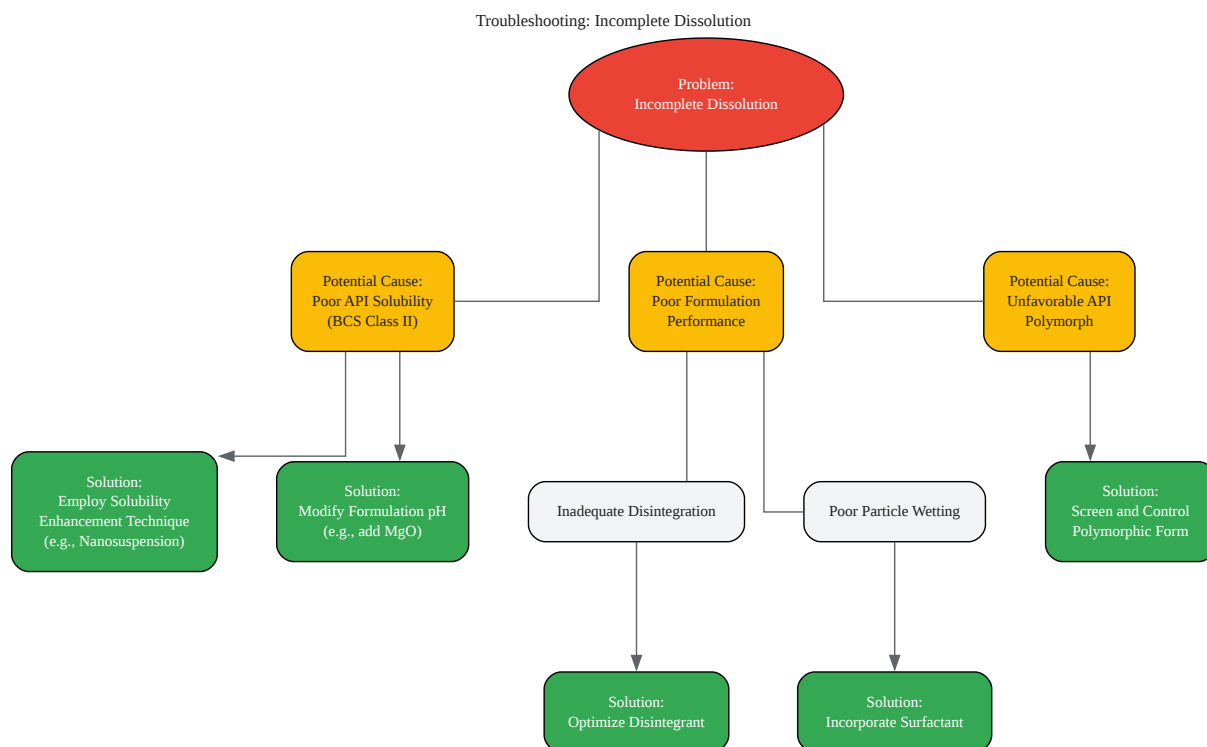 Troubleshooting: Incomplete Dissolution
Problem:
Incomplete Dissolution
Potential Cause:
Poor API Solubility
(BCS Class II)
Potential Cause:
Poor Formulation
Performance
Potential Cause:
Unfavorable API
Polymorph
Solution:
Employ Solubility
Enhancement Technique
(e.g., Nanosuspension)
Solution:
Modify Formulation pH
(e.g., add MgO)
Inadequate Disintegration
Poor Particle Wetting
Solution:
Screen and Control
Polymorphic Form
Solution:
Optimize Disintegrant
Solution:
Incorporate Surfactant